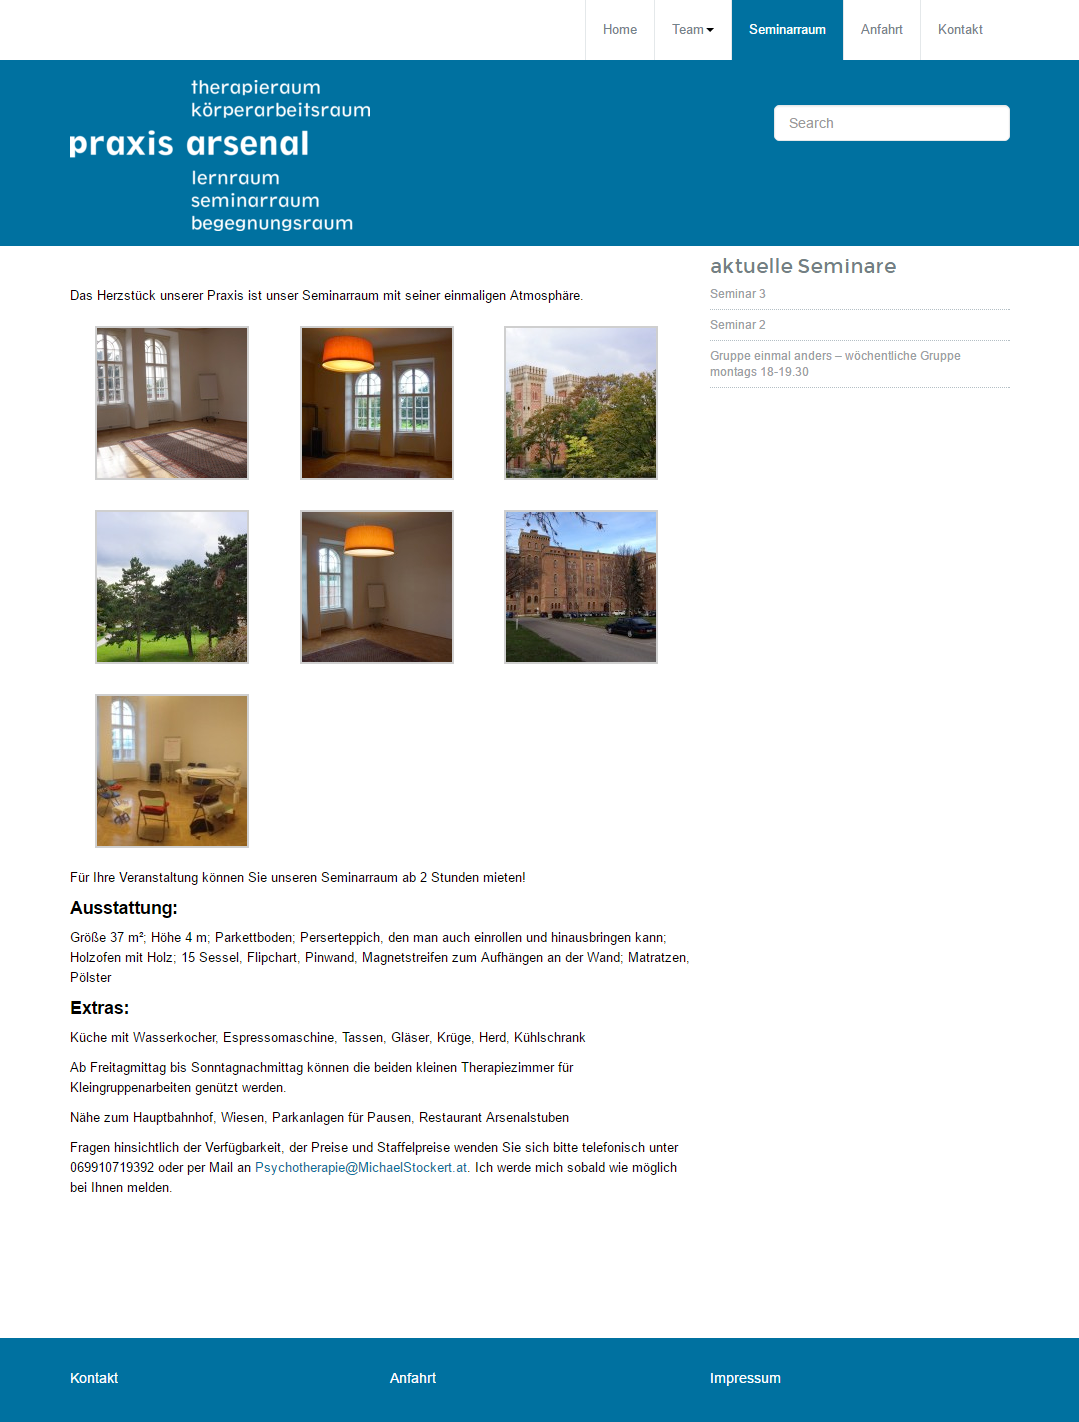 Home
Team
Seminarraum
Anfahrt
Kontakt
therapieraum
körperarbeitsraum
praxis arsenal
lernraum
seminarraum
begegnungsraum
Search
aktuelle Seminare
Seminar 3
Seminar 2
Gruppe einmal anders – wöchentliche Gruppe
montags 18-19.30
Das Herzstück unserer Praxis ist unser Seminarraum mit seiner einmaligen Atmosphäre.
Für Ihre Veranstaltung können Sie unseren Seminarraum ab 2 Stunden mieten!
Ausstattung:
Größe 37 m²; Höhe 4 m; Parkettboden; Perserteppich, den man auch einrollen und hinausbringen kann;
Holzofen mit Holz; 15 Sessel, Flipchart, Pinwand, Magnetstreifen zum Aufhängen an der Wand; Matratzen,
Pölster
Extras:
Küche mit Wasserkocher, Espressomaschine, Tassen, Gläser, Krüge, Herd, Kühlschrank
Ab Freitagmittag bis Sonntagnachmittag können die beiden kleinen Therapiezimmer für
Kleingruppenarbeiten genützt werden.
Nähe zum Hauptbahnhof, Wiesen, Parkanlagen für Pausen, Restaurant Arsenalstuben
Fragen hinsichtlich der Verfügbarkeit, der Preise und Staffelpreise wenden Sie sich bitte telefonisch unter
069910719392 oder per Mail an Psychotherapie@MichaelStockert.at. Ich werde mich sobald wie möglich
bei Ihnen melden.
Kontakt
Anfahrt
Impressum